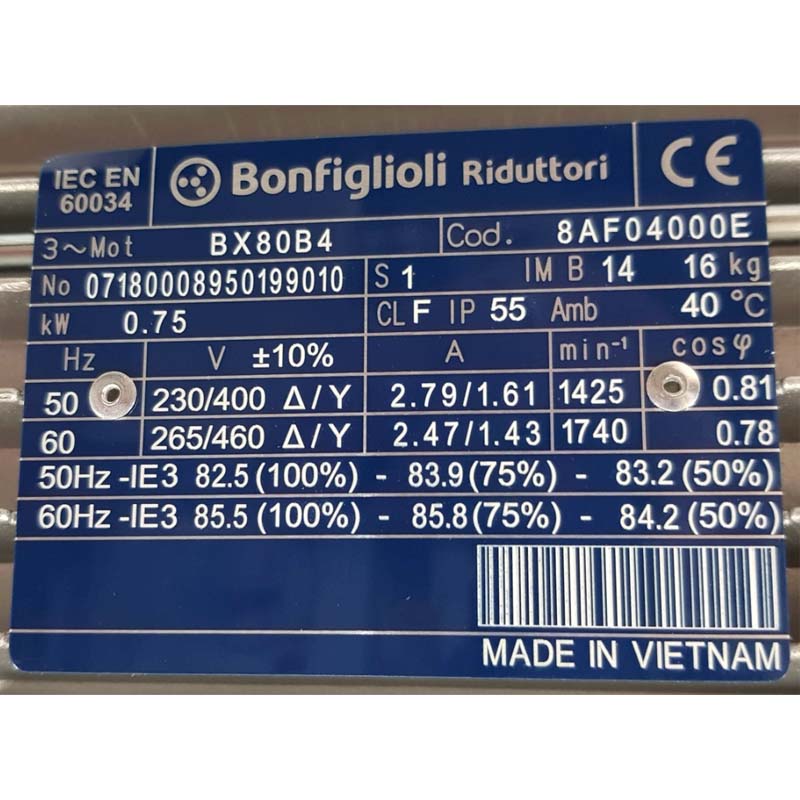 IEC EN 60034 Bonfiglioli Riduttori CE
3~Mot BX80B4 Cod. 8AF04000E
No 07180008950199010 S 1 IM B 14 16 kg
kW 0.75 CL F IP 55 Amb 40 °C
Hz V ±10% A min⁻¹ cosφ
50 230/400 Δ/Y 2.79/1.61 1425 0.81
60 265/460 Δ/Y 2.47/1.43 1740 0.78
50Hz -IE3 82.5 (100%) - 83.9 (75%) - 83.2 (50%)
60Hz -IE3 85.5 (100%) - 85.8 (75%) - 84.2 (50%)
MADE IN VIETNAM